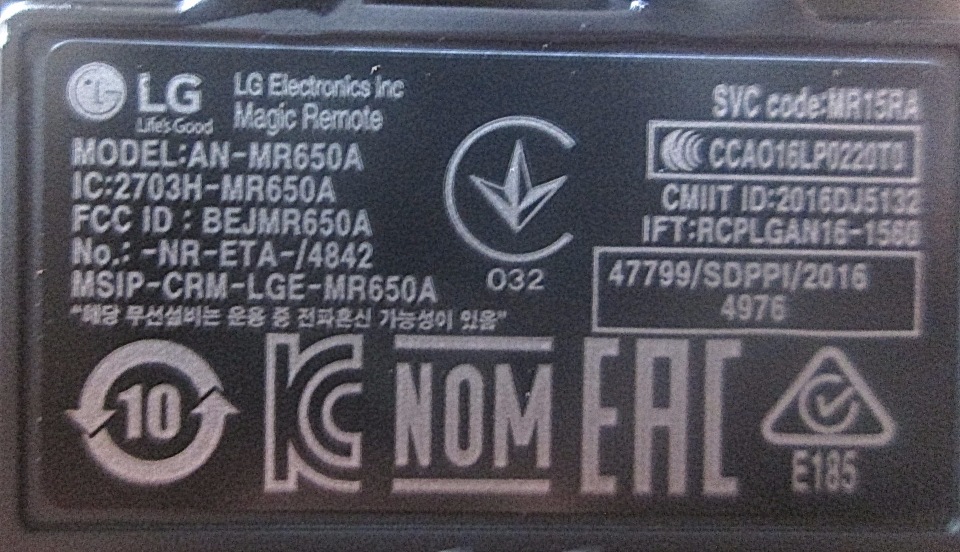 LG
Life's Good
LG Electronics Inc
Magic Remote
MODEL:AN-MR650A
IC:2703H-MR650A
FCC ID : BEJMR650A
No.: -NR-ETA-/4842
MSIP-CRM-LGE-MR650A
"해당 무선설비는 운용 중 전파혼신 가능성이 있음"
032
SVC code:MR15RA
CCAO16LP0220T0
CMIIT ID:2016DJ5132
IFT:RCPLGAN16-1560
47799/SDPPI/2016
4976
10
KC
NOM
EAC
E185